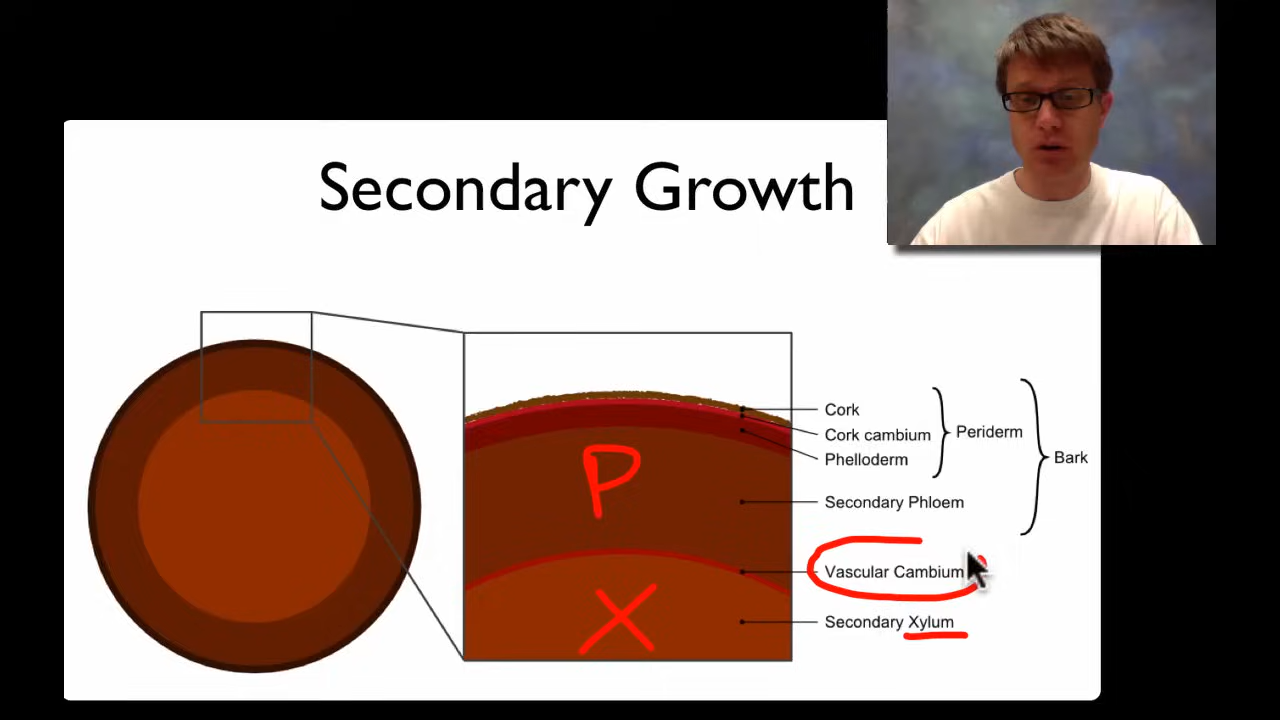 Secondary Growth
Cork
Cork cambium
Periderm
Phelloderm
Bark
P
Secondary Phloem
Vascular Cambium
X
Secondary Xylum